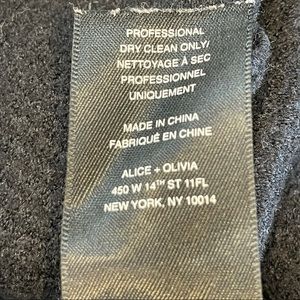 PROFESSIONAL
DRY CLEAN ONLY/
NETTOYAGE À SEC
PROFESSIONNEL
UNIQUEMENT
MADE IN CHINA
FABRIQUÉ EN CHINE
ALICE + OLIVIA
450 W 14TH ST 11FL
NEW YORK, NY 10014